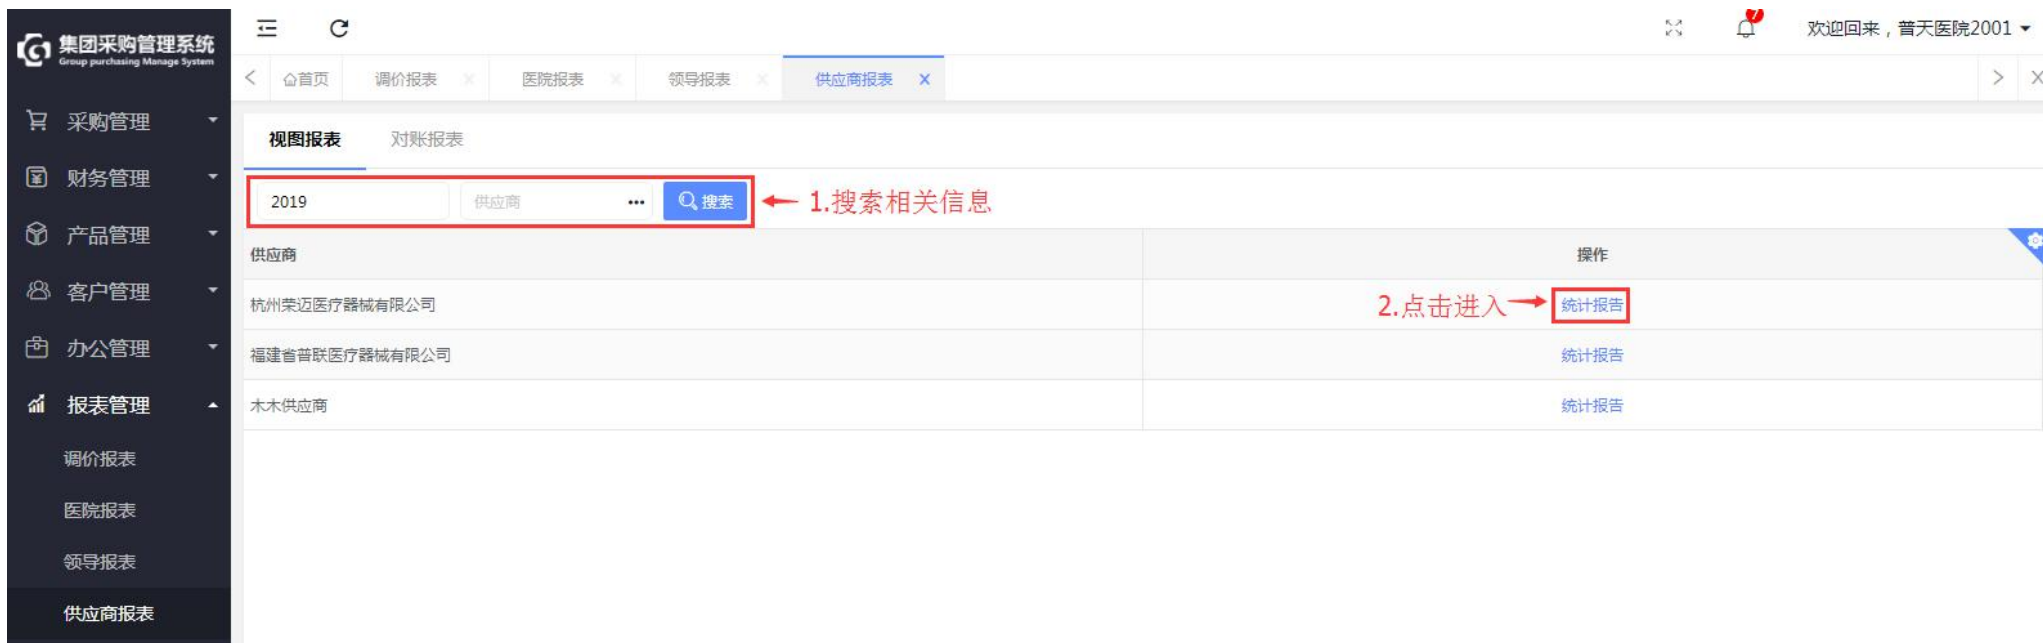 集团采购管理系统
Group purchasing Manage System
7
欢迎回来，普天医院2001
首页 调价报表 医院报表 领导报表 供应商报表
采购管理
财务管理
产品管理
客户管理
办公管理
报表管理
调价报表
医院报表
领导报表
供应商报表
视图报表 对账报表
2019 供应商 ••• 搜索 1.搜索相关信息
供应商 操作
杭州荣迈医疗器械有限公司 2.点击进入 统计报告
福建省普联医疗器械有限公司 统计报告
木木供应商 统计报告